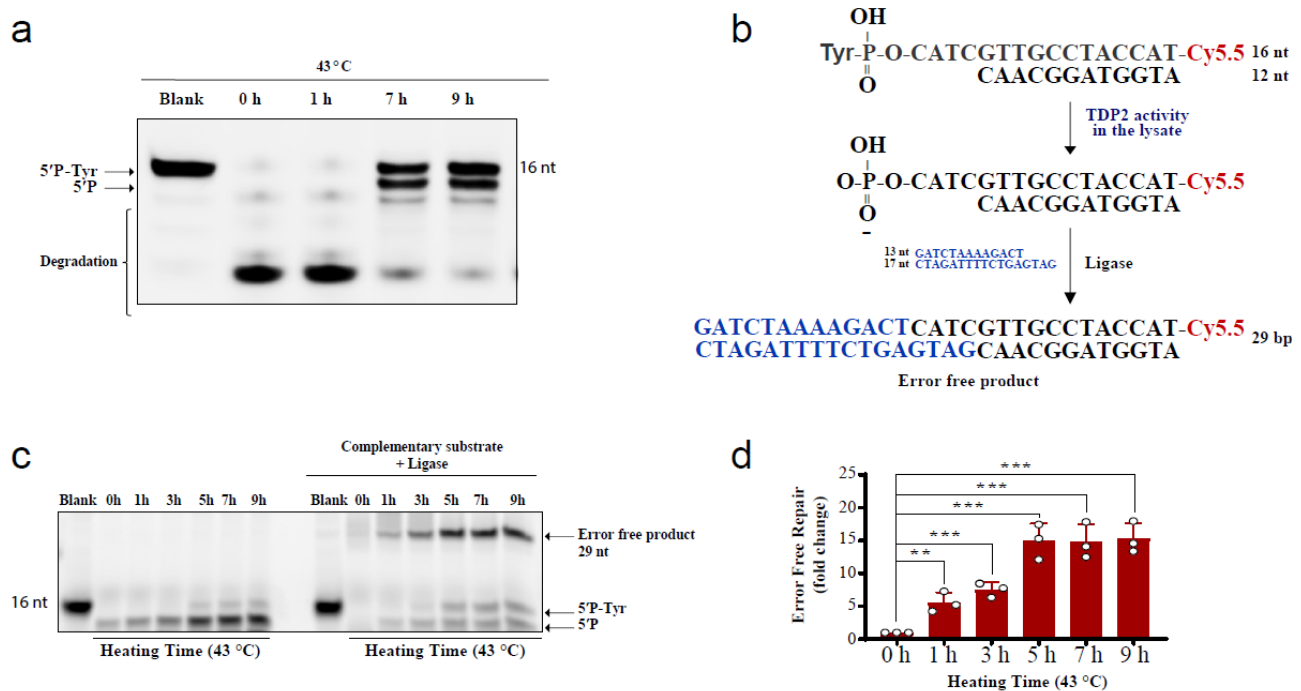 a
43 °C
Blank 0 h 1 h 7 h 9 h
5'P-Tyr
16 nt
5'P
Degradation
b
OH
Tyr-P-O-CATCGTTGCCTACCAT-Cy5.5 16 nt
O CAACGGATGGTA 12 nt
TDP2 activity
in the lysate
OH
O-P-O-CATCGTTGCCTACCAT-Cy5.5
O CAACGGATGGTA
–
13 nt GATCTAAAAGACT
17 nt CTAGATTTTCTGAGTAG
Ligase
GATCTAAAAGACTCATCGTTGCCTACCAT-Cy5.5
CTAGATTTTCTGAGTAGCAACGGATGGTA
29 bp
Error free product
c
Complementary substrate
+ Ligase
Blank 0h 1h 3h 5h 7h 9h Blank 0h 1h 3h 5h 7h 9h
Error free product
29 nt
16 nt
5'P-Tyr
5'P
Heating Time (43 °C) Heating Time (43 °C)
d
Error Free Repair
(fold change)
25
20
15
10
5
0
***
***
***
***
**
0 h 1 h 3 h 5 h 7 h 9 h
Heating Time (43 °C)